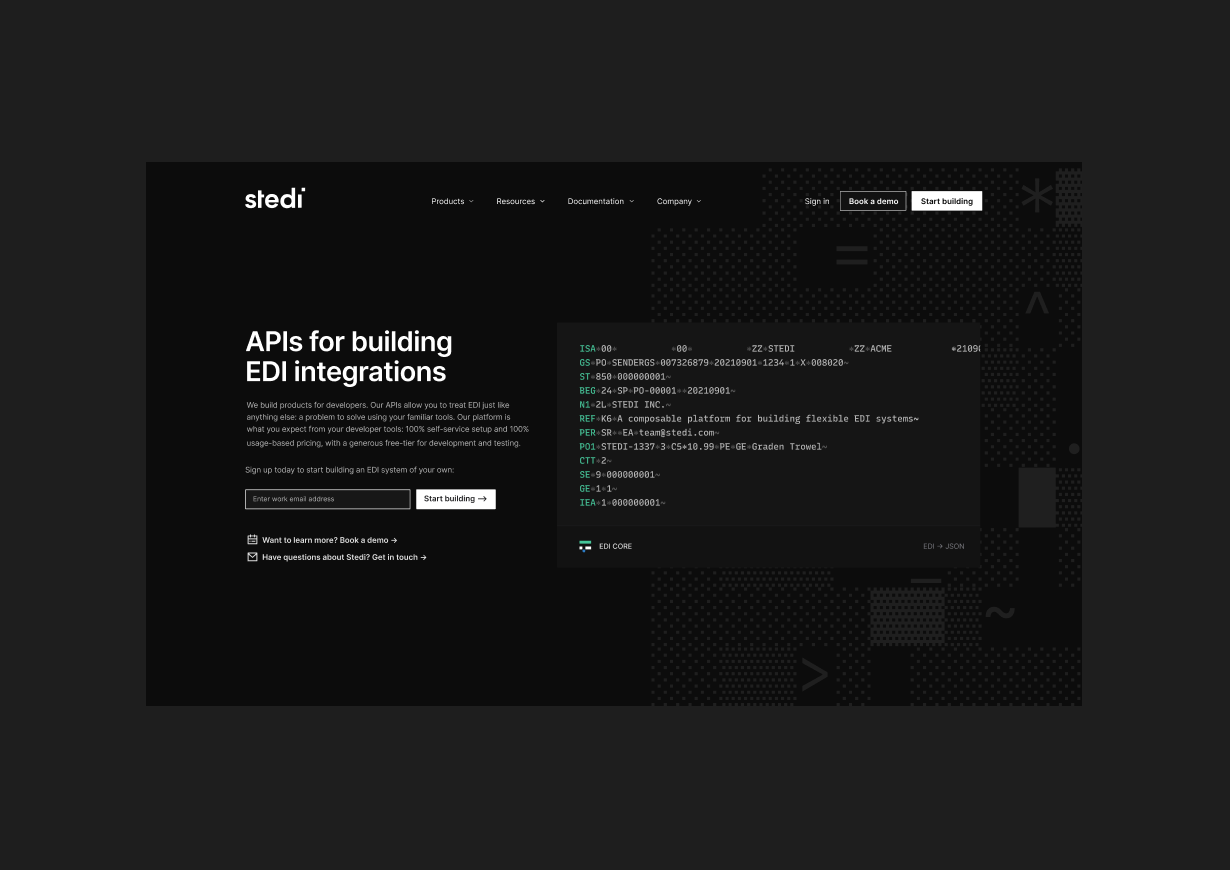 stedi
Products
Resources
Documentation
Company
Sign in
Book a demo
Start building
APIs for building
EDI integrations
We build products for developers. Our APIs allow you to treat EDI just like
anything else: a problem to solve using your familiar tools. Our platform is
what you expect from your developer tools: 100% self-service setup and 100%
usage-based pricing, with a generous free-tier for development and testing.
Sign up today to start building an EDI system of your own:
Enter work email address
Start building →
Want to learn more? Book a demo →
Have questions about Stedi? Get in touch →
ISA*00*          *00*          *ZZ*STEDI          *ZZ*ACME           *2109
GS*PO*SENDERGS*007326879*20210901*1234*1*X*008020~
ST*850*000000001~
BEG*24*SP*PO-00001**20210901~
N1*2L*STEDI INC.~
REF*K6*A composable platform for building flexible EDI systems~
PER*SR**EA*team@stedi.com~
PO1*STEDI-1337*3*C5*10.99*PE*GE*Graden Trowel~
CTT*2~
SE*9*000000001~
GE*1*1~
IEA*1*000000001~
EDI CORE
EDI → JSON
* = ^ ~ >